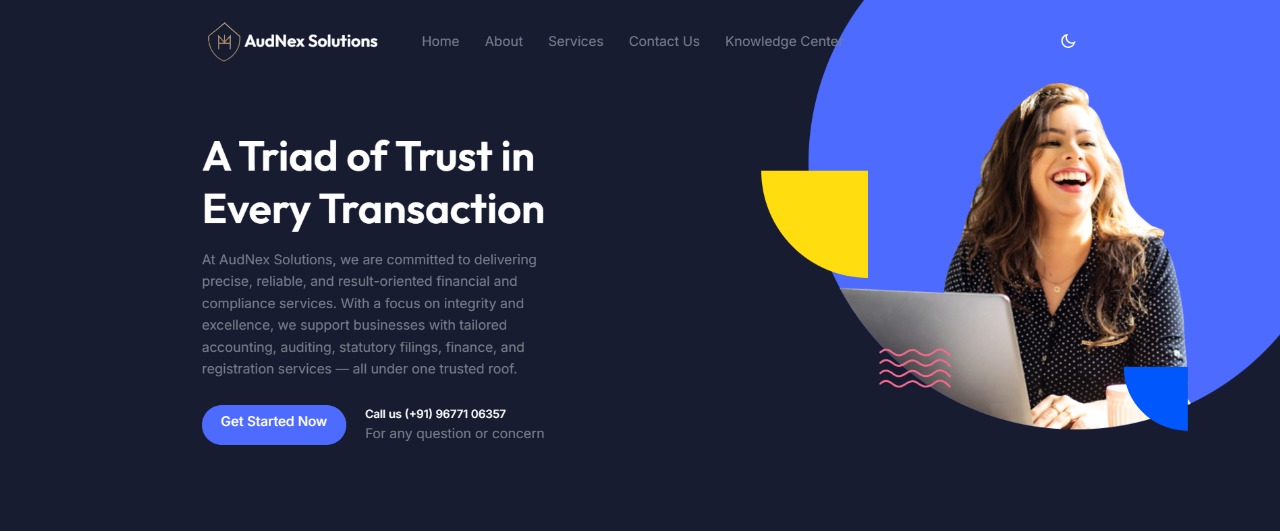 AudNex Solutions
Home About Services Contact Us Knowledge Center
A Triad of Trust in
Every Transaction
At AudNex Solutions, we are committed to delivering
precise, reliable, and result-oriented financial and
compliance services. With a focus on integrity and
excellence, we support businesses with tailored
accounting, auditing, statutory filings, finance, and
registration services — all under one trusted roof.
Get Started Now
Call us (+91) 96771 06357
For any question or concern